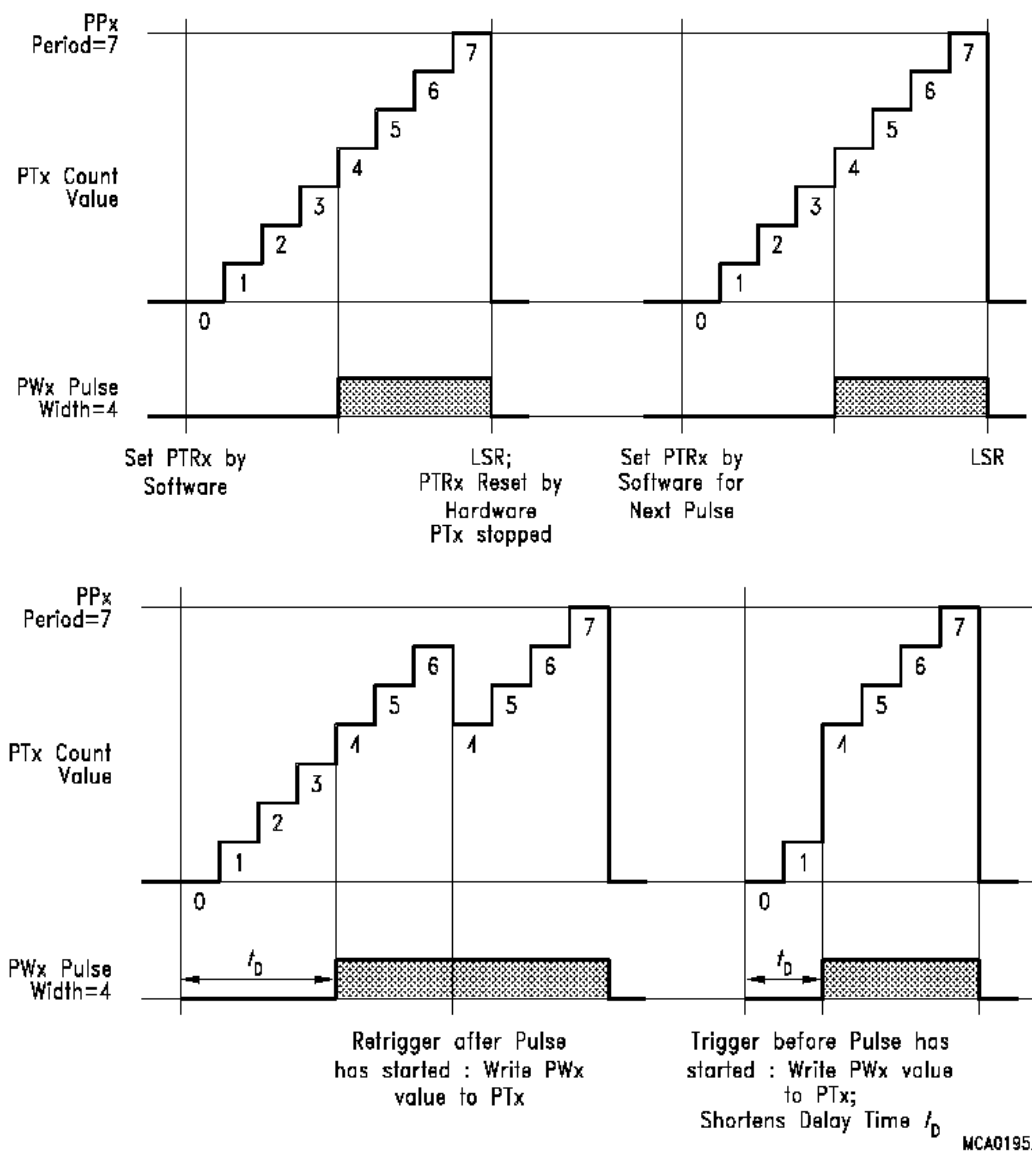 PPx
Period=7
7
7
6
6
5
5
PTx Count
Value
4
4
3
3
2
2
1
1
0
0
PWx Pulse
Width=4
Set PTRx by
Software
LSR;
PTRx Reset by
Hardware
PTx stopped
Set PTRx by
Software for
Next Pulse
LSR
PPx
Period=7
7
7
6
6
6
5
5
5
PTx Count
Value
4
4
4
3
2
1
1
0
0
PWx Pulse
Width=4
tD
tD
Retrigger after Pulse
has started : Write PWx
value to PTx
Trigger before Pulse has
started : Write PWx value
to PTx;
Shortens Delay Time tD
MCA0195